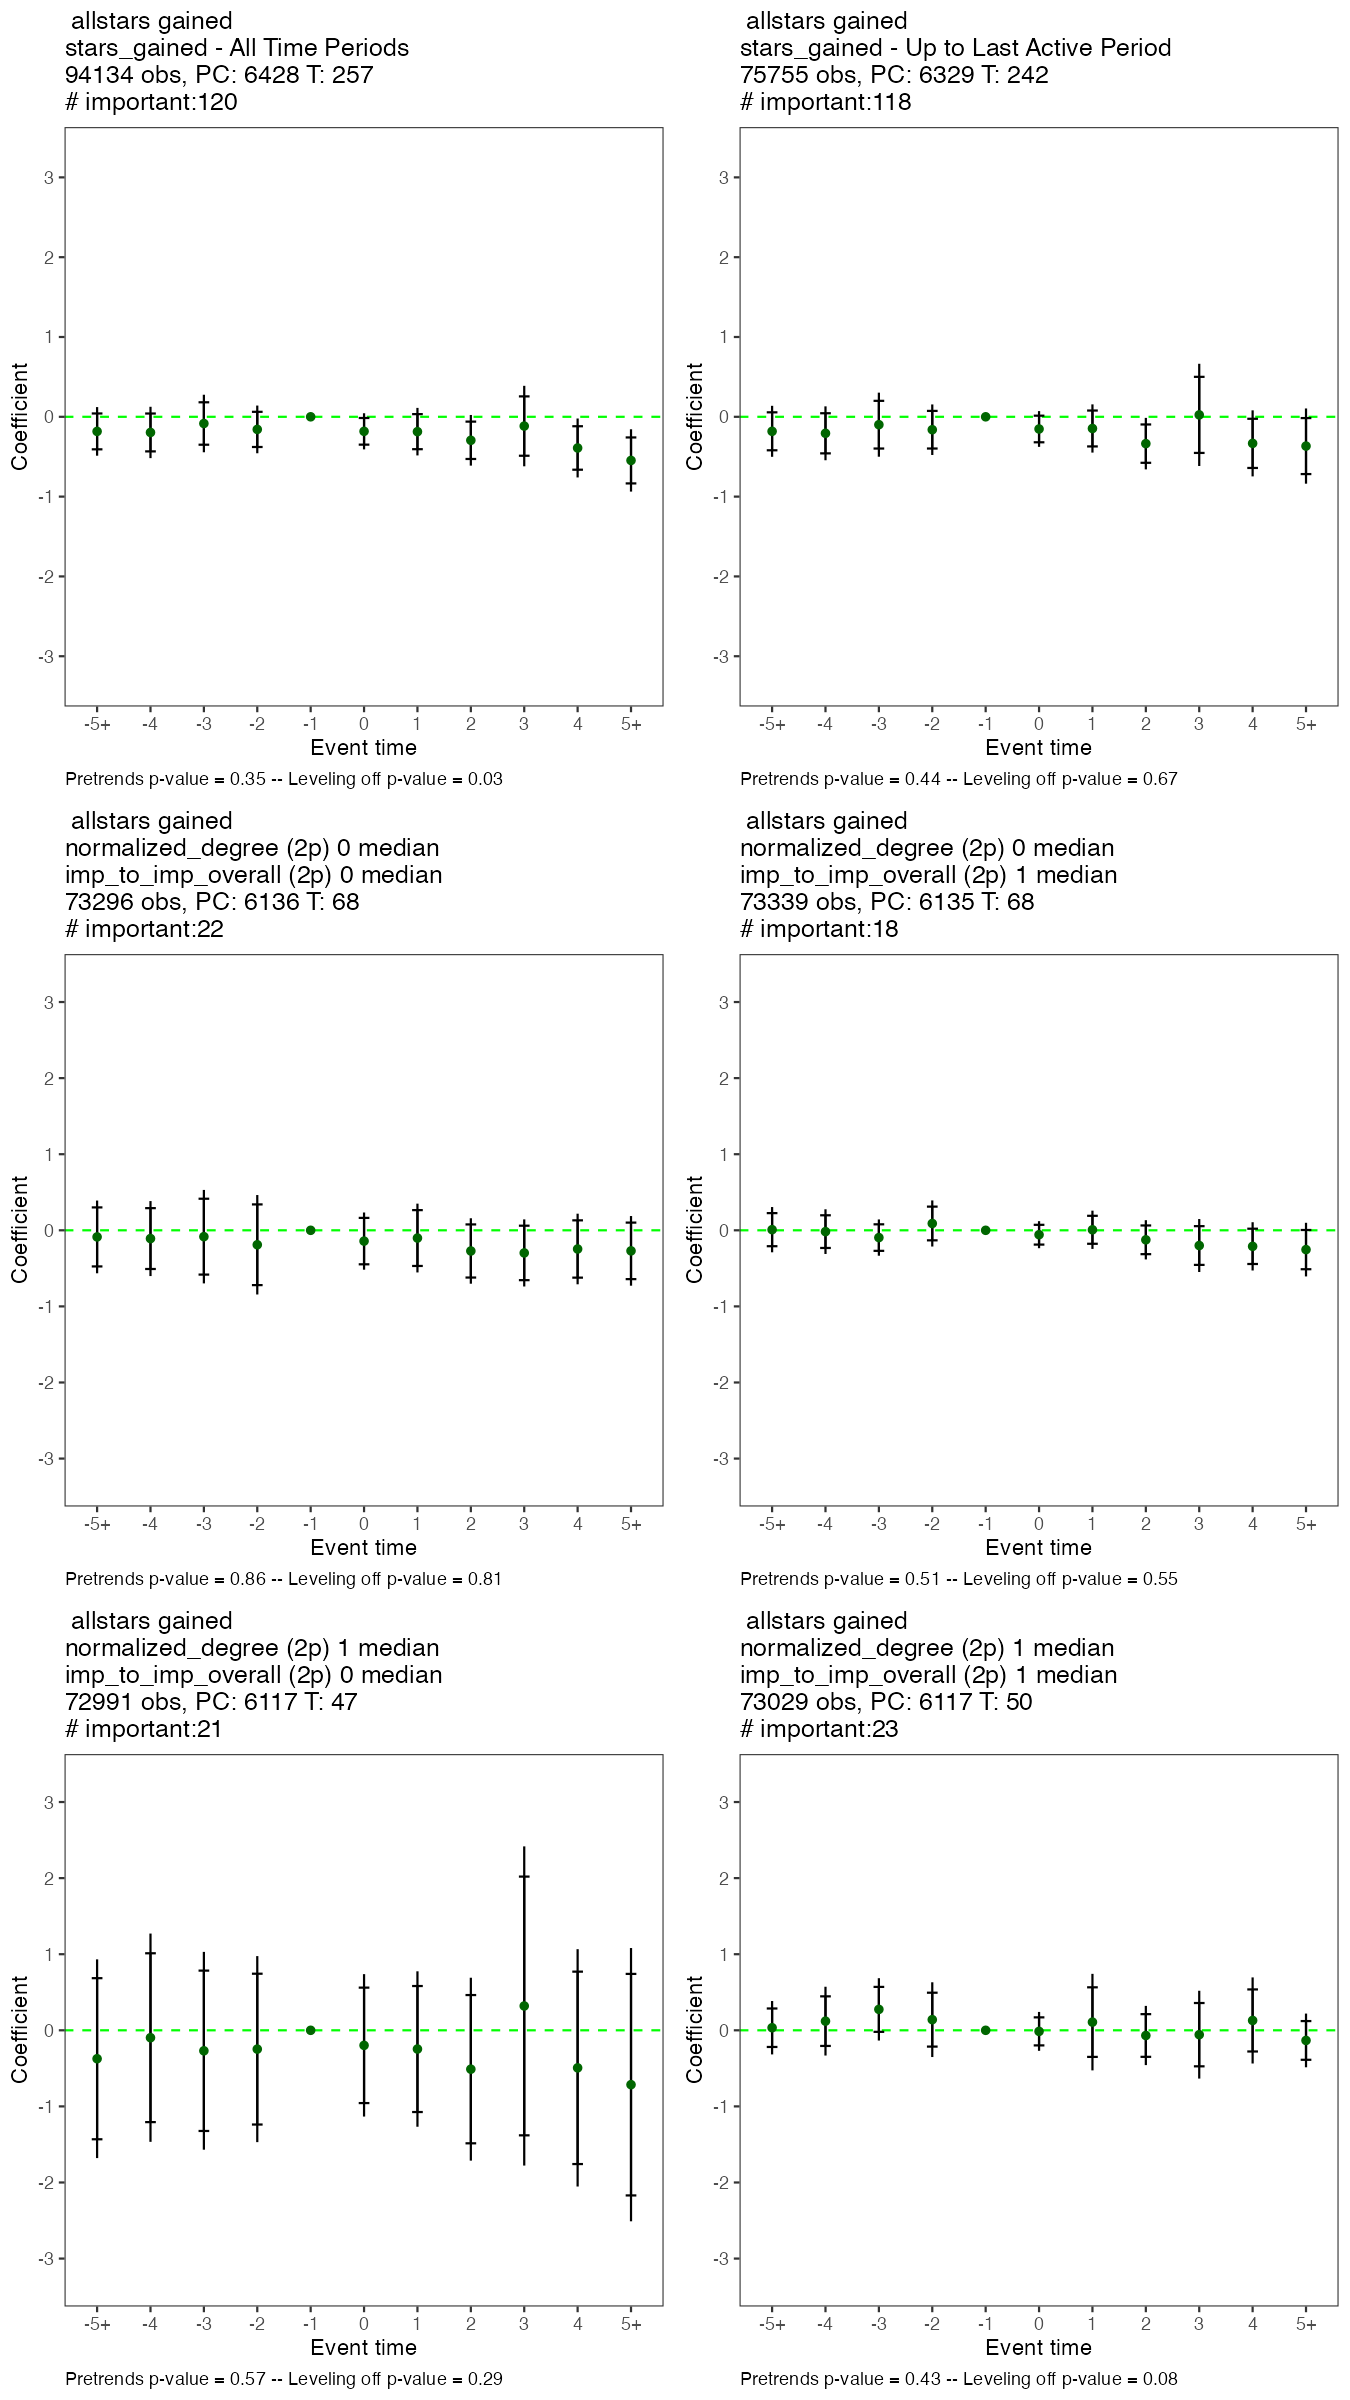 allstars gained
stars_gained - All Time Periods
94134 obs, PC: 6428 T: 257
# important:120
3
2
1
0
-1
-2
-3
Coefficient
-5+ -4 -3 -2 -1 0 1 2 3 4 5+
Event time
Pretrends p-value = 0.35 -- Leveling off p-value = 0.03
allstars gained
stars_gained - Up to Last Active Period
75755 obs, PC: 6329 T: 242
# important:118
3
2
1
0
-1
-2
-3
Coefficient
-5+ -4 -3 -2 -1 0 1 2 3 4 5+
Event time
Pretrends p-value = 0.44 -- Leveling off p-value = 0.67
allstars gained
normalized_degree (2p) 0 median
imp_to_imp_overall (2p) 0 median
73296 obs, PC: 6136 T: 68
# important:22
3
2
1
0
-1
-2
-3
Coefficient
-5+ -4 -3 -2 -1 0 1 2 3 4 5+
Event time
Pretrends p-value = 0.86 -- Leveling off p-value = 0.81
allstars gained
normalized_degree (2p) 0 median
imp_to_imp_overall (2p) 1 median
73339 obs, PC: 6135 T: 68
# important:18
3
2
1
0
-1
-2
-3
Coefficient
-5+ -4 -3 -2 -1 0 1 2 3 4 5+
Event time
Pretrends p-value = 0.51 -- Leveling off p-value = 0.55
allstars gained
normalized_degree (2p) 1 median
imp_to_imp_overall (2p) 0 median
72991 obs, PC: 6117 T: 47
# important:21
3
2
1
0
-1
-2
-3
Coefficient
-5+ -4 -3 -2 -1 0 1 2 3 4 5+
Event time
Pretrends p-value = 0.57 -- Leveling off p-value = 0.29
allstars gained
normalized_degree (2p) 1 median
imp_to_imp_overall (2p) 1 median
73029 obs, PC: 6117 T: 50
# important:23
3
2
1
0
-1
-2
-3
Coefficient
-5+ -4 -3 -2 -1 0 1 2 3 4 5+
Event time
Pretrends p-value = 0.43 -- Leveling off p-value = 0.08